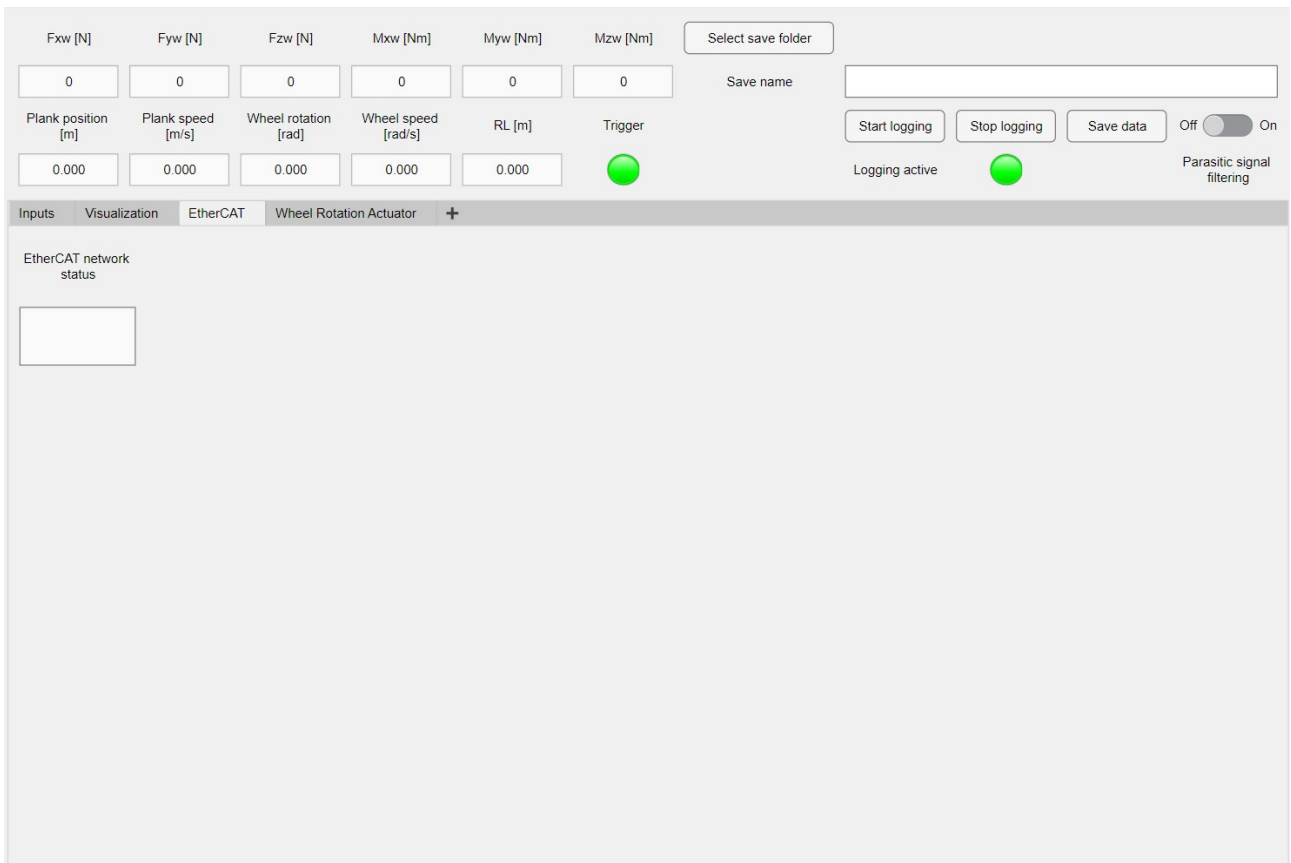 Fxw [N] Fyw [N] Fzw [N] Mxw [Nm] Myw [Nm] Mzw [Nm] Select save folder
0 0 0 0 0 0 Save name
Plank position Plank speed Wheel rotation Wheel speed RL [m] Trigger Start logging Stop logging Save data Off On
[m] [m/s] [rad] [rad/s]
0.000 0.000 0.000 0.000 0.000 Logging active Parasitic signal
filtering
Inputs Visualization EtherCAT Wheel Rotation Actuator +
EtherCAT network
status